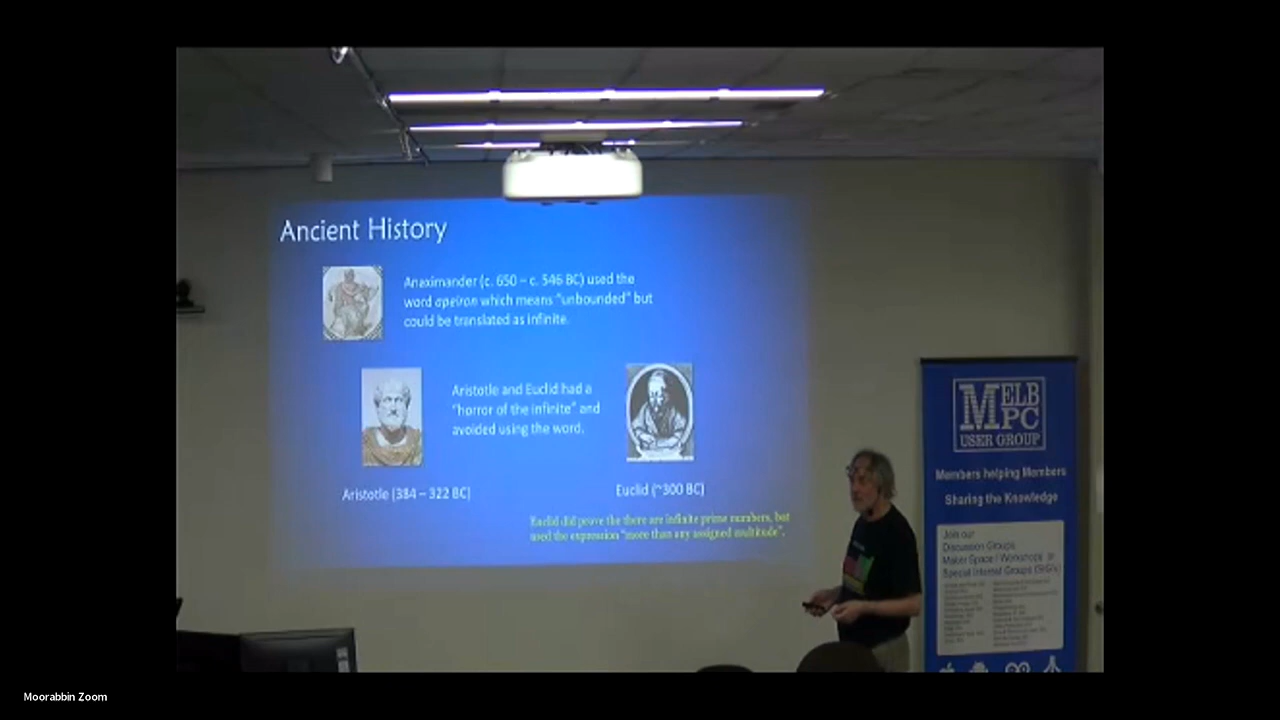 Ancient History
Anaximander (c. 650 – c. 546 BC) used the
word apeiron which means "unbounded" but
could be translated as infinite.
Aristotle and Euclid had a
"horror of the infinite" and
avoided using the word.
Aristotle (384 – 322 BC)
Euclid (~300 BC)
Euclid did prove the there are infinite prime numbers, but
used the expression "more than any assigned multitude".
MELB
PC
USER GROUP
Members helping Members
Sharing the Knowledge
Join our
Discussion Groups
Maker Space / Workshops or
Special Interest Groups (SIGs)
Moorabbin Zoom